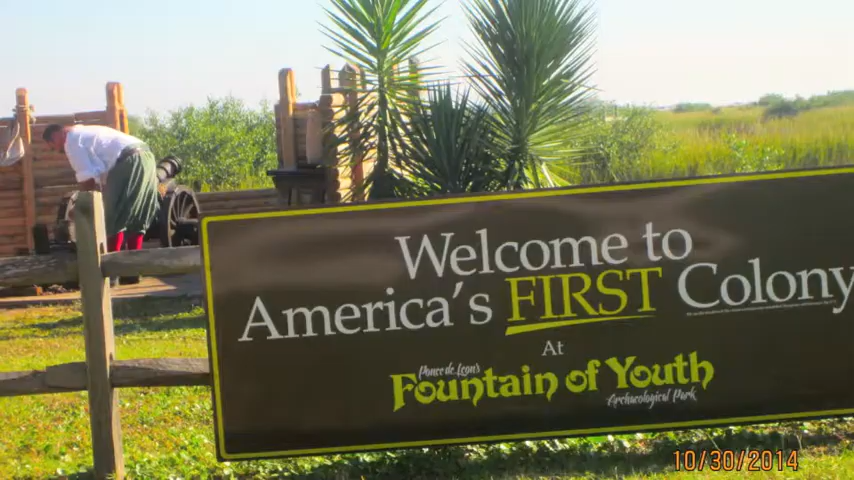 Welcome to
America's FIRST Colony
At
Ponce de Leon's
Fountain of Youth
Archaeological Park
10/30/2014